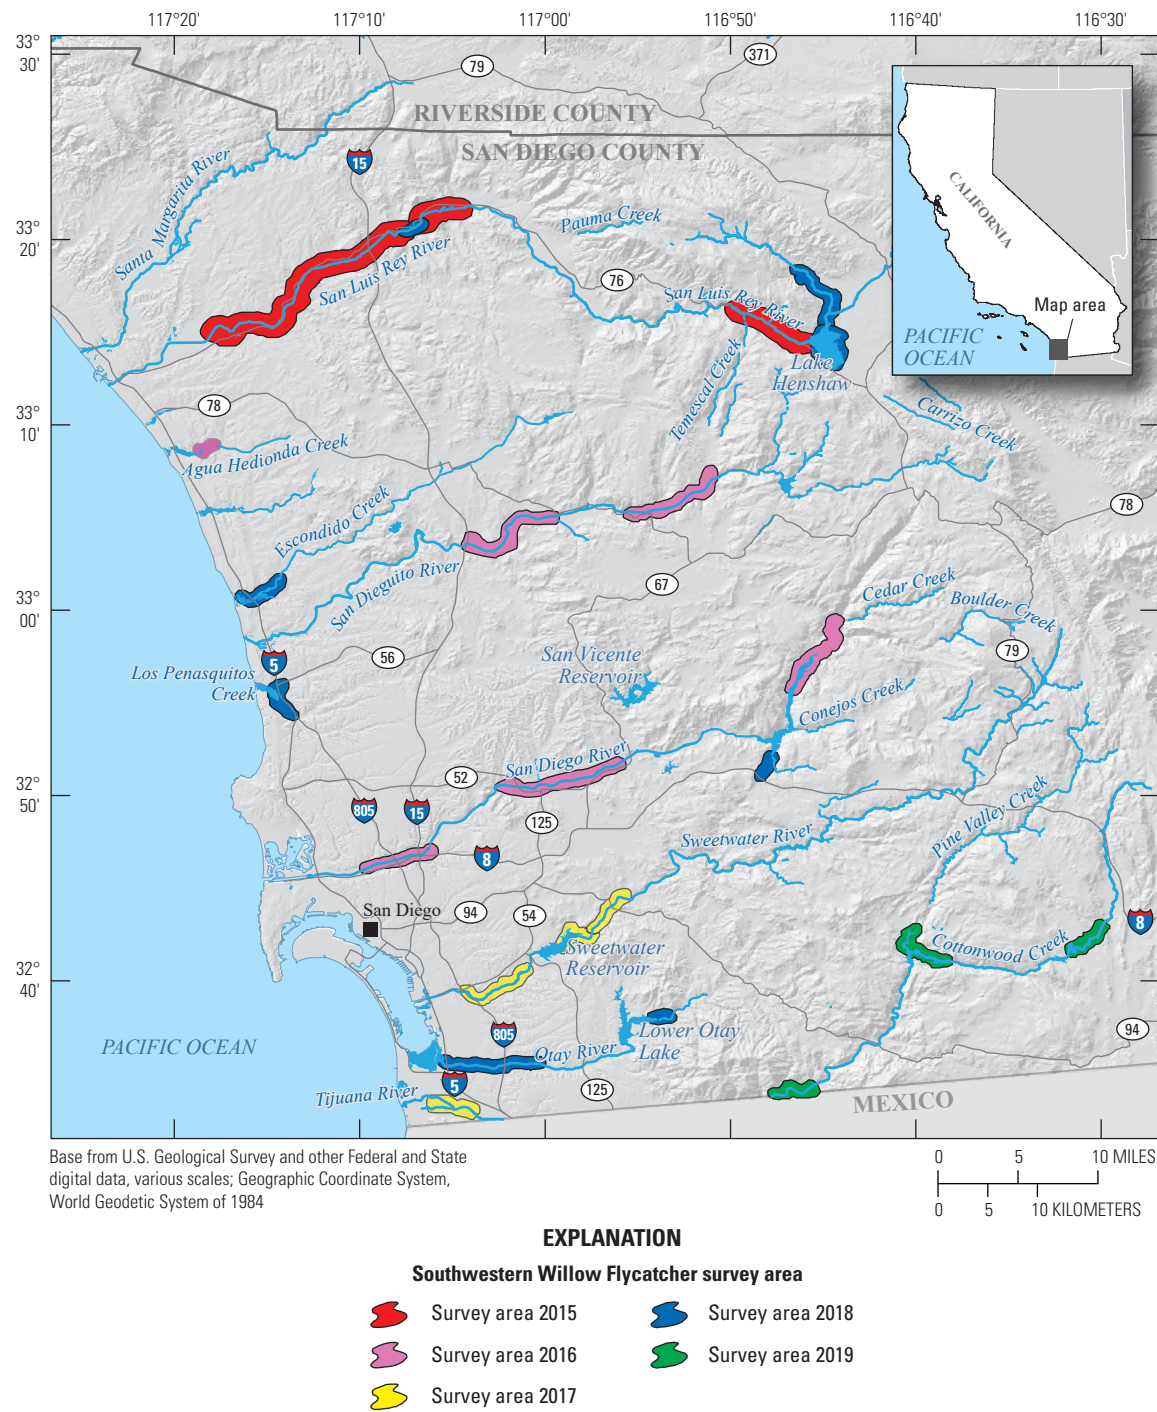 117°20'
117°10'
117°00'
116°50'
116°40'
116°30'
33°
30'
33°
20'
33°
10'
33°
00'
32°
50'
32°
40'
79
371
RIVERSIDE COUNTY
SAN DIEGO COUNTY
15
Santa Margarita River
Pauma Creek
San Luis Rey River
76
San Luis Rey River
Lake
Henshaw
Temescal Creek
CALIFORNIA
Map area
PACIFIC
OCEAN
Carrizo Creek
78
Agua Hedionda Creek
Escondido Creek
San Dieguito River
78
67
Cedar Creek
Boulder Creek
79
56
5
Los Penasquitos
Creek
San Vicente
Reservoir
Conejos Creek
San Diego River
52
805
15
125
8
Sweetwater River
Pine Valley Creek
San Diego
94
54
Sweetwater
Reservoir
Cottonwood Creek
8
805
Lower Otay
Lake
Otay River
94
PACIFIC OCEAN
5
125
Tijuana River
MEXICO
Base from U.S. Geological Survey and other Federal and State
digital data, various scales; Geographic Coordinate System,
World Geodetic System of 1984
0 5 10 MILES
0 5 10 KILOMETERS
EXPLANATION
Southwestern Willow Flycatcher survey area
Survey area 2015
Survey area 2016
Survey area 2017
Survey area 2018
Survey area 2019